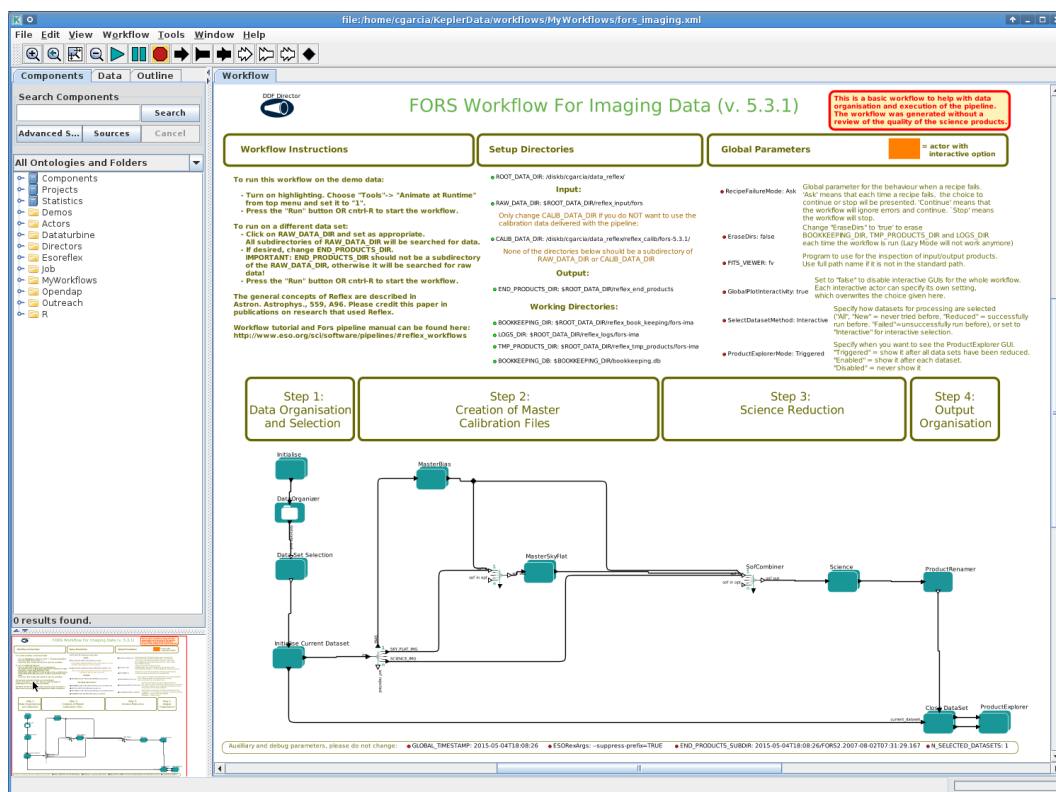 file:/home/cgarcia/KeplerData/workflows/MyWorkflows/fors_imaging.xml
File Edit View Workflow Tools Window Help
Components Data Outline
Workflow
Search Components
Search
Advanced S... Sources Cancel
All Ontologies and Folders
Components
Projects
Statistics
Demos
Actors
Dataturbine
Directors
Esoreflex
Job
MyWorkflows
Opendap
Outreach
R
0 results found.
DDF Director
FORS Workflow For Imaging Data (v. 5.3.1)
This is a basic workflow to help with data
organisation and execution of the pipeline.
The workflow was generated without a
review of the quality of the science products.
Workflow Instructions
Setup Directories
Global Parameters
= actor with
interactive option
To run this workflow on the demo data:
- Turn on highlighting. Choose "Tools"-> "Animate at Runtime"
from top menu and set it to "1".
- Press the "Run" button OR cntrl-R to start the workflow.
To run on a different data set:
- Click on RAW_DATA_DIR and set as appropriate.
All subdirectories of RAW_DATA_DIR will be searched for data.
- If desired, change END_PRODUCTS_DIR.
IMPORTANT: END_PRODUCTS_DIR should not be a subdirectory
of the RAW_DATA_DIR, otherwise it will be searched for raw
data!
- Press the "Run" button OR cntrl-R to start the workflow.
The general concepts of Reflex are described in
Astron. Astrophys., 559, A96. Please credit this paper in
publications on research that used Reflex.
Workflow tutorial and Fors pipeline manual can be found here:
http://www.eso.org/sci/software/pipelines/#reflex_workflows
ROOT_DATA_DIR: /diskb/cgarcia/data_reflex/
Input:
RAW_DATA_DIR: $ROOT_DATA_DIR/reflex_input/fors
Only change CALIB_DATA_DIR if you do NOT want to use the
calibration data delivered with the pipeline:
CALIB_DATA_DIR: /diskb/cgarcia/data_reflex/reflex_calib/fors-5.3.1/
None of the directories below should be a subdirectory of
RAW_DATA_DIR or CALIB_DATA_DIR
Output:
END_PRODUCTS_DIR: $ROOT_DATA_DIR/reflex_end_products
Working Directories:
BOOKKEEPING_DIR: $ROOT_DATA_DIR/reflex_book_keeping/fors-ima
LOGS_DIR: $ROOT_DATA_DIR/reflex_logs/fors-ima
TMP_PRODUCTS_DIR: $ROOT_DATA_DIR/reflex_tmp_products/fors-ima
BOOKKEEPING_DB: $BOOKKEEPING_DIR/bookkeeping.db
RecipeFailureMode: Ask
Global parameter for the behaviour when a recipe fails.
'Ask' means that each time a recipe fails, the choice to
continue or stop will be presented. 'Continue' means that
the workflow will ignore errors and continue. `Stop' means
the workflow will stop.
EraseDirs: false
Change "EraseDirs" to 'true' to erase
BOOKKEEPING_DIR, TMP_PRODUCTS_DIR and LOGS_DIR
each time the workflow is run (Lazy Mode will not work anymore)
FITS_VIEWER: fv
Program to use for the inspection of input/output products.
Use full path name if it is not in the standard path.
GlobalPlotInteractivity: true
Set to "false" to disable interactive GUIs for the whole workflow.
Each interactive actor can specify its own setting,
which overwrites the choice given here.
SelectDatasetMethod: Interactive
Specify how datasets for processing are selected
("All", "New" = never tried before, "Reduced" = successfully
run before. "Failed"=unsuccessfully run before), or set to
"Interactive"for interactive selection.
ProductExplorerMode: Triggered
Specify when you want to see the ProductExplorer GUI.
"Triggered" = show it after all data sets have been reduced.
"Enabled" = show it after each dataset.
"Disabled" = never show it
Step 1:
Data Organisation
and Selection
Step 2:
Creation of Master
Calibration Files
Step 3:
Science Reduction
Step 4:
Output
Organisation
Initialise
DataOrganizer
Data Set Selection
Initialise Current Dataset
MasterBias
MasterSkyFlat
SofCombiner
Science
ProductRenamer
SKY_FLAT_IMG
SCIENCE_IMG
current_dataset
Close DataSet
ProductExplorer
Auxilliary and debug parameters, please do not change:
GLOBAL_TIMESTAMP: 2015-05-04T18:08:26
ESORexArgs: --suppress-prefix=TRUE
END_PRODUCTS_SUBDIR: 2015-05-04T18:08:26/FORS2.2007-08-02T07:31:29.167
N_SELECTED_DATASETS: 1